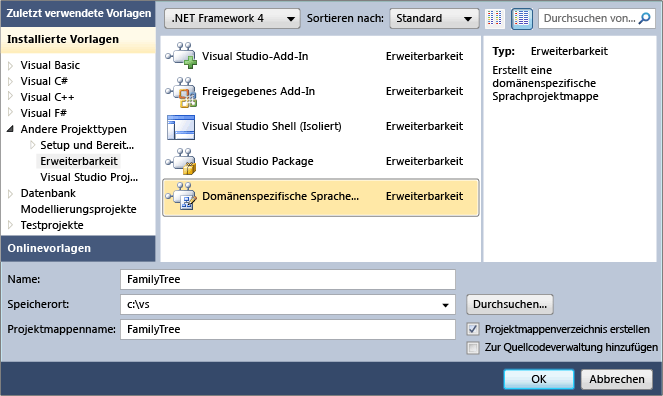 Zuletzt verwendete Vorlagen
Installierte Vorlagen
Visual Basic
Visual C#
Visual C++
Visual F#
Andere Projekttypen
Setup und Bereit...
Erweiterbarkeit
Visual Studio Proj...
Datenbank
Modellierungsprojekte
Testprojekte
Onlinevorlagen
.NET Framework 4
Sortieren nach:
Standard
Durchsuchen von...
Visual Studio-Add-In Erweiterbarkeit
Freigegebenes Add-In Erweiterbarkeit
Visual Studio Shell (Isoliert) Erweiterbarkeit
Visual Studio Package Erweiterbarkeit
Domänenspezifische Sprache... Erweiterbarkeit
Typ: Erweiterbarkeit
Erstellt eine
domänenspezifische
Sprachprojektmappe
Name: FamilyTree
Speicherort: c:\vs Durchsuchen...
Projektmappenname: FamilyTree
Projektmappenverzeichnis erstellen
Zur Quellcodeverwaltung hinzufügen
OK Abbrechen